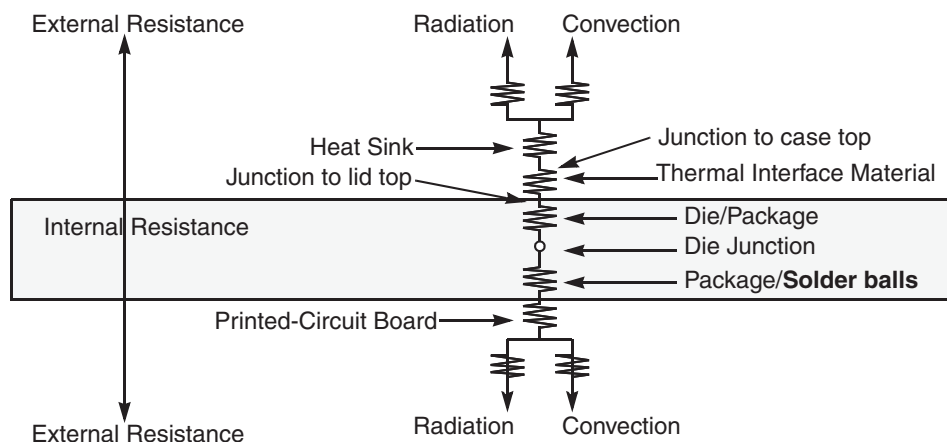 External Resistance
Radiation
Convection
Heat Sink
Junction to case top
Junction to lid top
Thermal Interface Material
Internal Resistance
Die/Package
Die Junction
Package/Solder balls
Printed-Circuit Board
External Resistance
Radiation
Convection